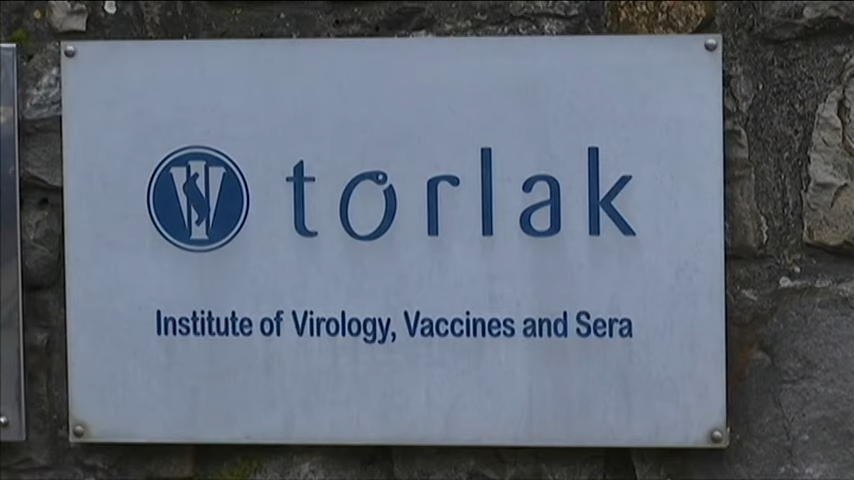 torlak
Institute of Virology, Vaccines and Sera